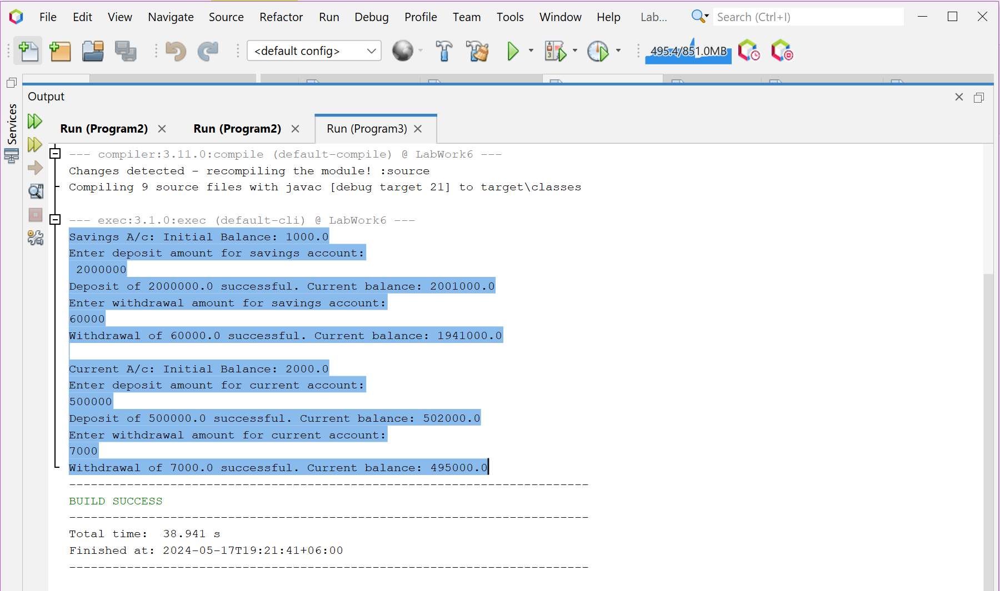 File Edit View Navigate Source Refactor Run Debug Profile Team Tools Window Help Lab... Search (Ctrl+I)
<default config> 495.4/851.0MB
Output
Services
Run (Program2) Run (Program2) Run (Program3)
--- compiler:3.11.0:compile (default-compile) @ LabWork6 ---
Changes detected - recompiling the module! :source
Compiling 9 source files with javac [debug target 21] to target\classes
--- exec:3.1.0:exec (default-cli) @ LabWork6 ---
Savings A/c: Initial Balance: 1000.0
Enter deposit amount for savings account:
2000000
Deposit of 2000000.0 successful. Current balance: 2001000.0
Enter withdrawal amount for savings account:
60000
Withdrawal of 60000.0 successful. Current balance: 1941000.0
Current A/c: Initial Balance: 2000.0
Enter deposit amount for current account:
500000
Deposit of 500000.0 successful. Current balance: 502000.0
Enter withdrawal amount for current account:
7000
Withdrawal of 7000.0 successful. Current balance: 495000.0
------------------------------------------------------------------------
BUILD SUCCESS
------------------------------------------------------------------------
Total time:  38.941 s
Finished at: 2024-05-17T19:21:41+06:00
------------------------------------------------------------------------